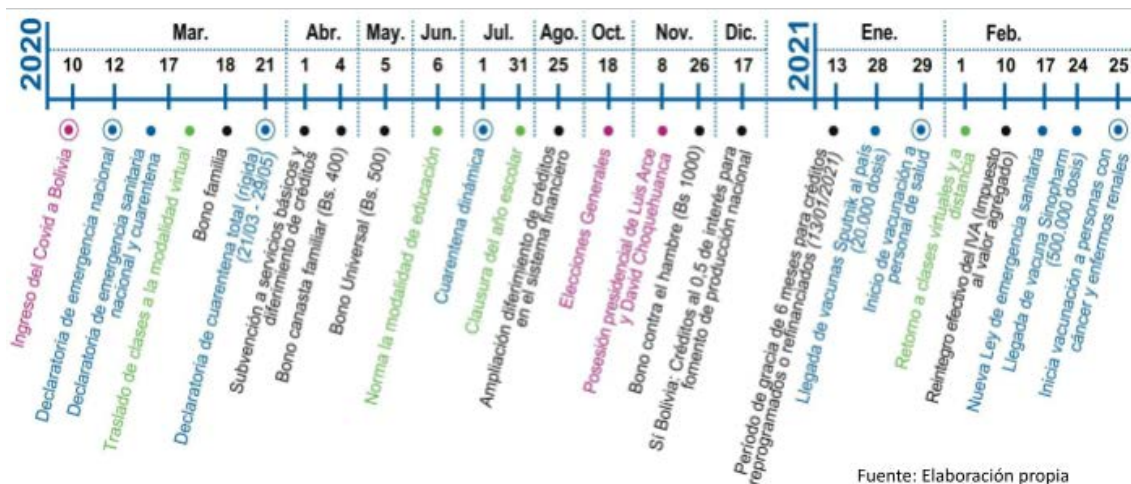 2020
Mar. Abr. May. Jun. Jul. Ago. Oct. Nov. Dic.
2021
Ene. Feb.
10 12 17 18 21 1 4 5 6 1 31 25 18 8 26 17 13 28 29 1 10 17 24 25
Ingreso del Covid a Bolivia
Declaratoria de emergencia nacional
Declaratoria de emergencia sanitaria
nacional y cuarentena
Traslado de clases a la modalidad virtual
Bono familia
Declaratoria de cuarentena total (rígida)
(21/03 - 29/05)
Subvención a servicios básicos y
diferimiento de créditos
Bono canasta familiar (Bs. 400)
Bono Universal (Bs. 500)
Norma la modalidad de educación
Cuarentena dinámica
Clausura del año escolar
Ampliación diferimiento de créditos
en el sistema financiero
Elecciones Generales
Posesión presidencial de Luis Arce
y David Choquehuanca
Bono contra el hambre (Bs 1000)
Sí Bolivia: Créditos al 0,5 de interés para
fomento de producción nacional
Período de gracia de 6 meses para créditos
reprogramados o refinanciados (13/01/2021)
Llegada de vacunas Sputnik al país
(20.000 dosis)
Inicio de vacunación a
personal de salud
Retorno a clases virtuales y a
distancia
Reintegro efectivo del IVA (Impuesto
al valor agregado)
Nueva Ley de emergencia sanitaria
Llegada de vacuna Sinopharm
(500.000 dosis)
Inicia vacunación a personas con
cáncer y enfermos renales
Fuente: Elaboración propia